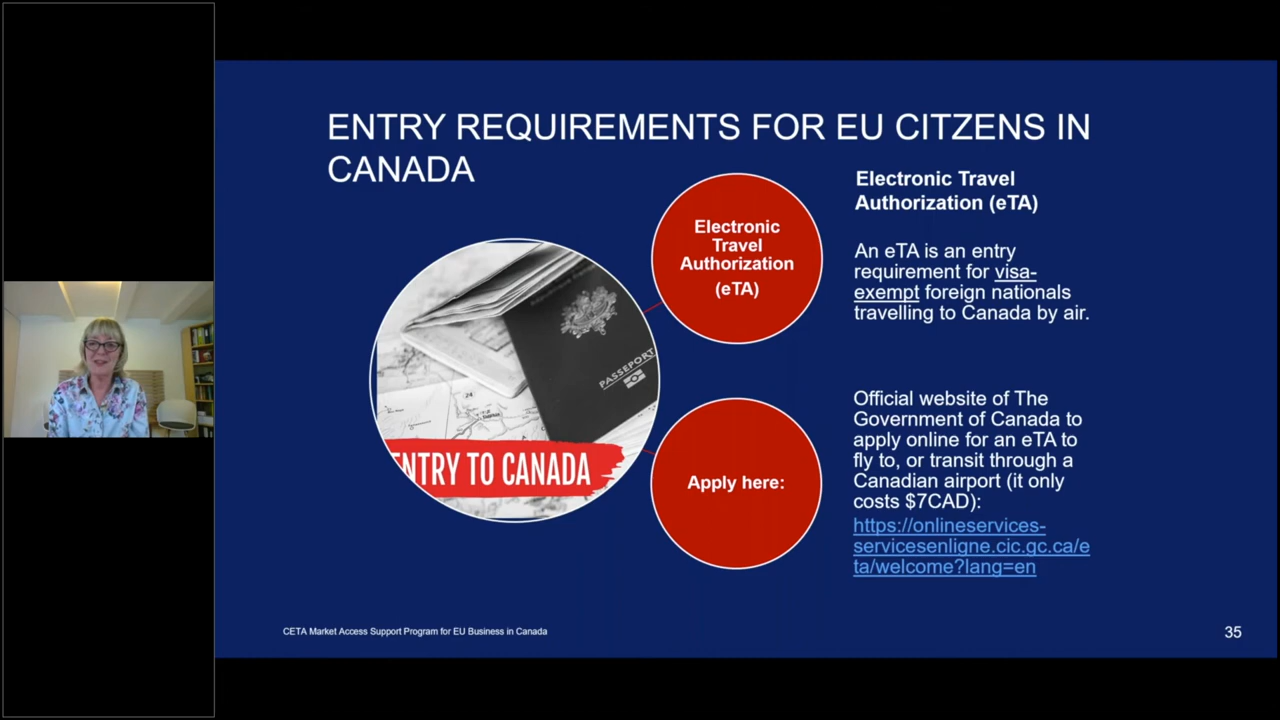 ENTRY REQUIREMENTS FOR EU CITZENS IN
CANADA
Electronic
Travel
Authorization
(eTA)
Electronic Travel
Authorization (eTA)
An eTA is an entry
requirement for visa-
exempt foreign nationals
travelling to Canada by air.
PASSEPORT
ENTRY TO CANADA
Apply here:
Official website of The
Government of Canada to
apply online for an eTA to
fly to, or transit through a
Canadian airport (it only
costs $7CAD):
https://onlineservices-
servicesenligne.cic.gc.ca/e
ta/welcome?lang=en
CETA Market Access Support Program for EU Business in Canada
35